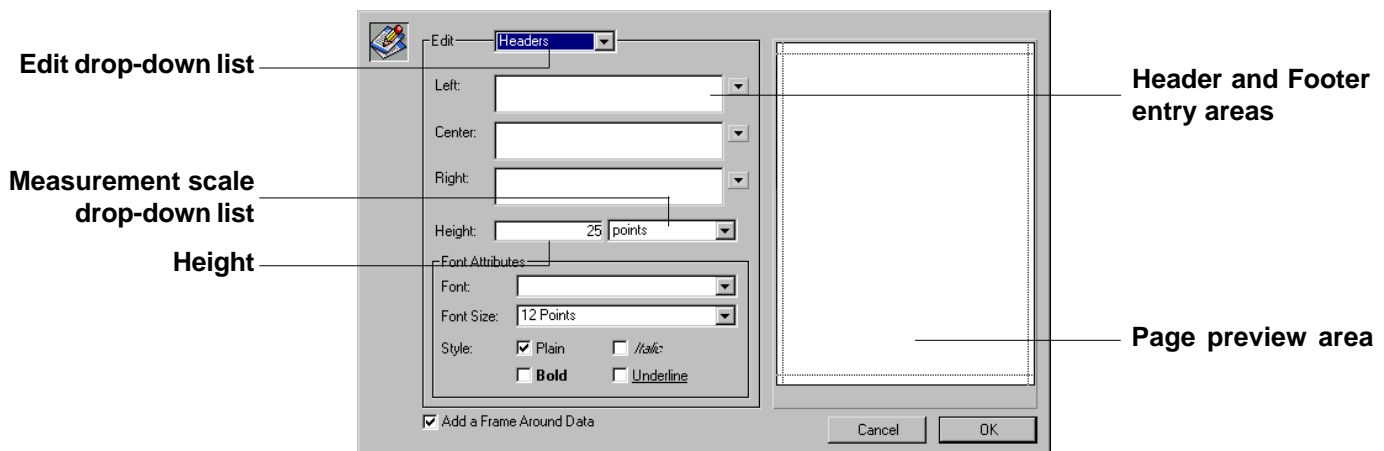 Edit Headers
Edit drop-down list
Left:
Header and Footer
entry areas
Center:
Measurement scale
drop-down list
Right:
Height: 25 points
Height
Font Attributes
Font:
Font Size: 12 Points
Style: Plain Italic
Bold Underline
Page preview area
Add a Frame Around Data
Cancel OK